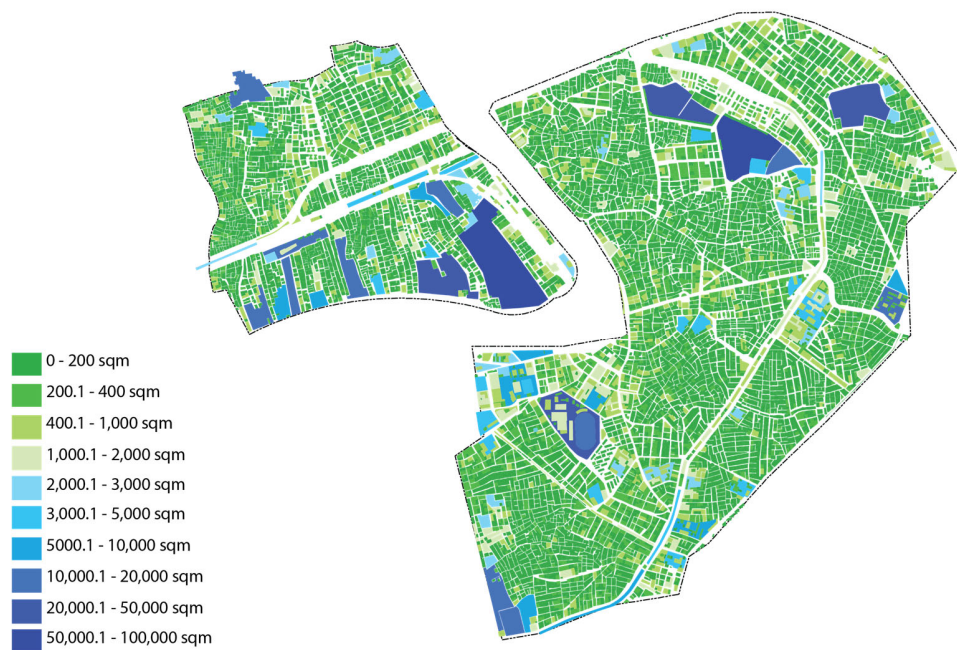 0 - 200 sqm
200.1 - 400 sqm
400.1 - 1,000 sqm
1,000.1 - 2,000 sqm
2,000.1 - 3,000 sqm
3,000.1 - 5,000 sqm
5000.1 - 10,000 sqm
10,000.1 - 20,000 sqm
20,000.1 - 50,000 sqm
50,000.1 - 100,000 sqm